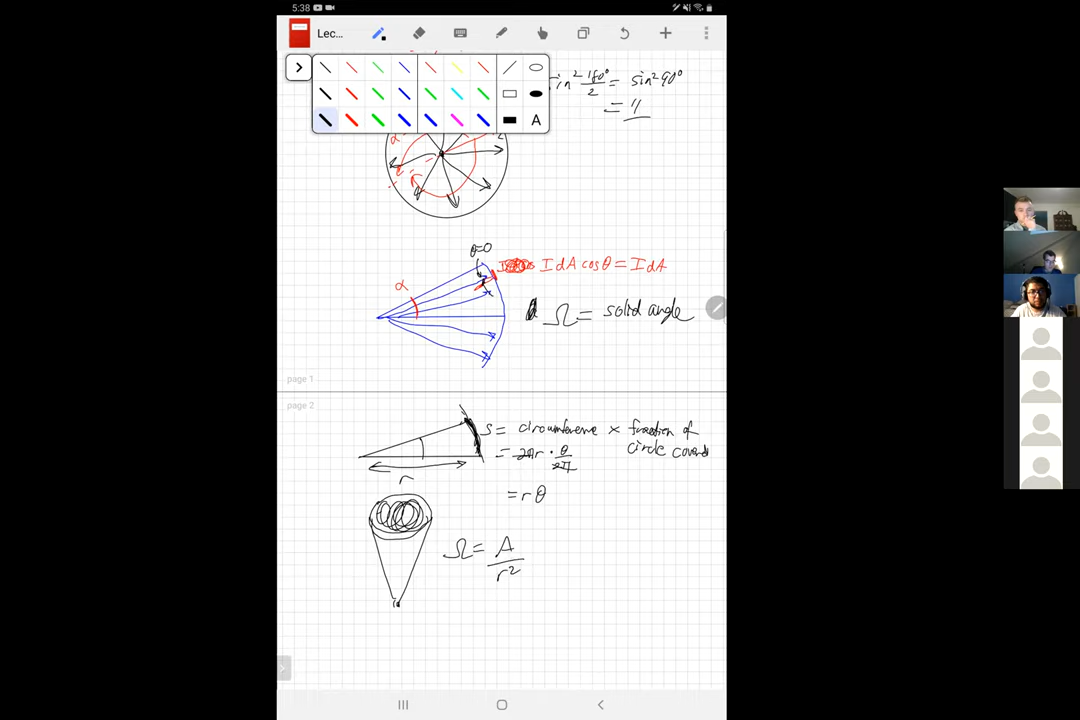 5:38
Lec...
A
sin² 180°/2 = sin² 90°
= 1
α
θ=0
I dA cosθ = I dA
α
Ω = solid angle
page 1
page 2
S = circumference × fraction of
circle covered
= 2πr · θ/2π
r
= rθ
Ω = A/r²